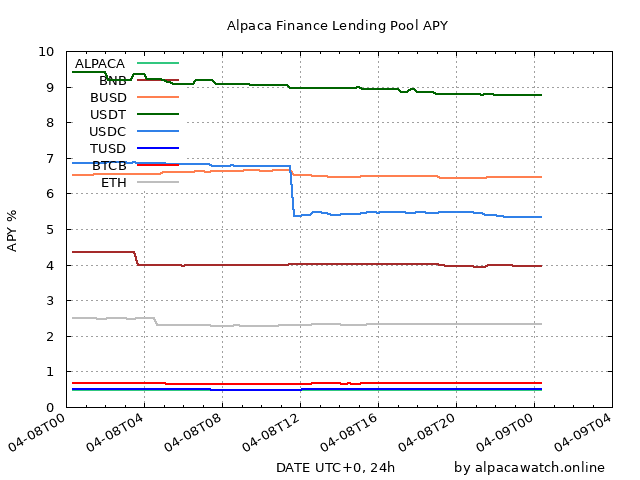 Alpaca Finance Lending Pool APY
10
9
8
7
6
5
4
3
2
1
0
APY %
ALPACA
BNB
BUSD
USDT
USDC
TUSD
BTCB
ETH
04-08T00
04-08T04
04-08T08
04-08T12
04-08T16
04-08T20
04-09T00
04-09T04
DATE UTC+0, 24h
by alpacawatch.online